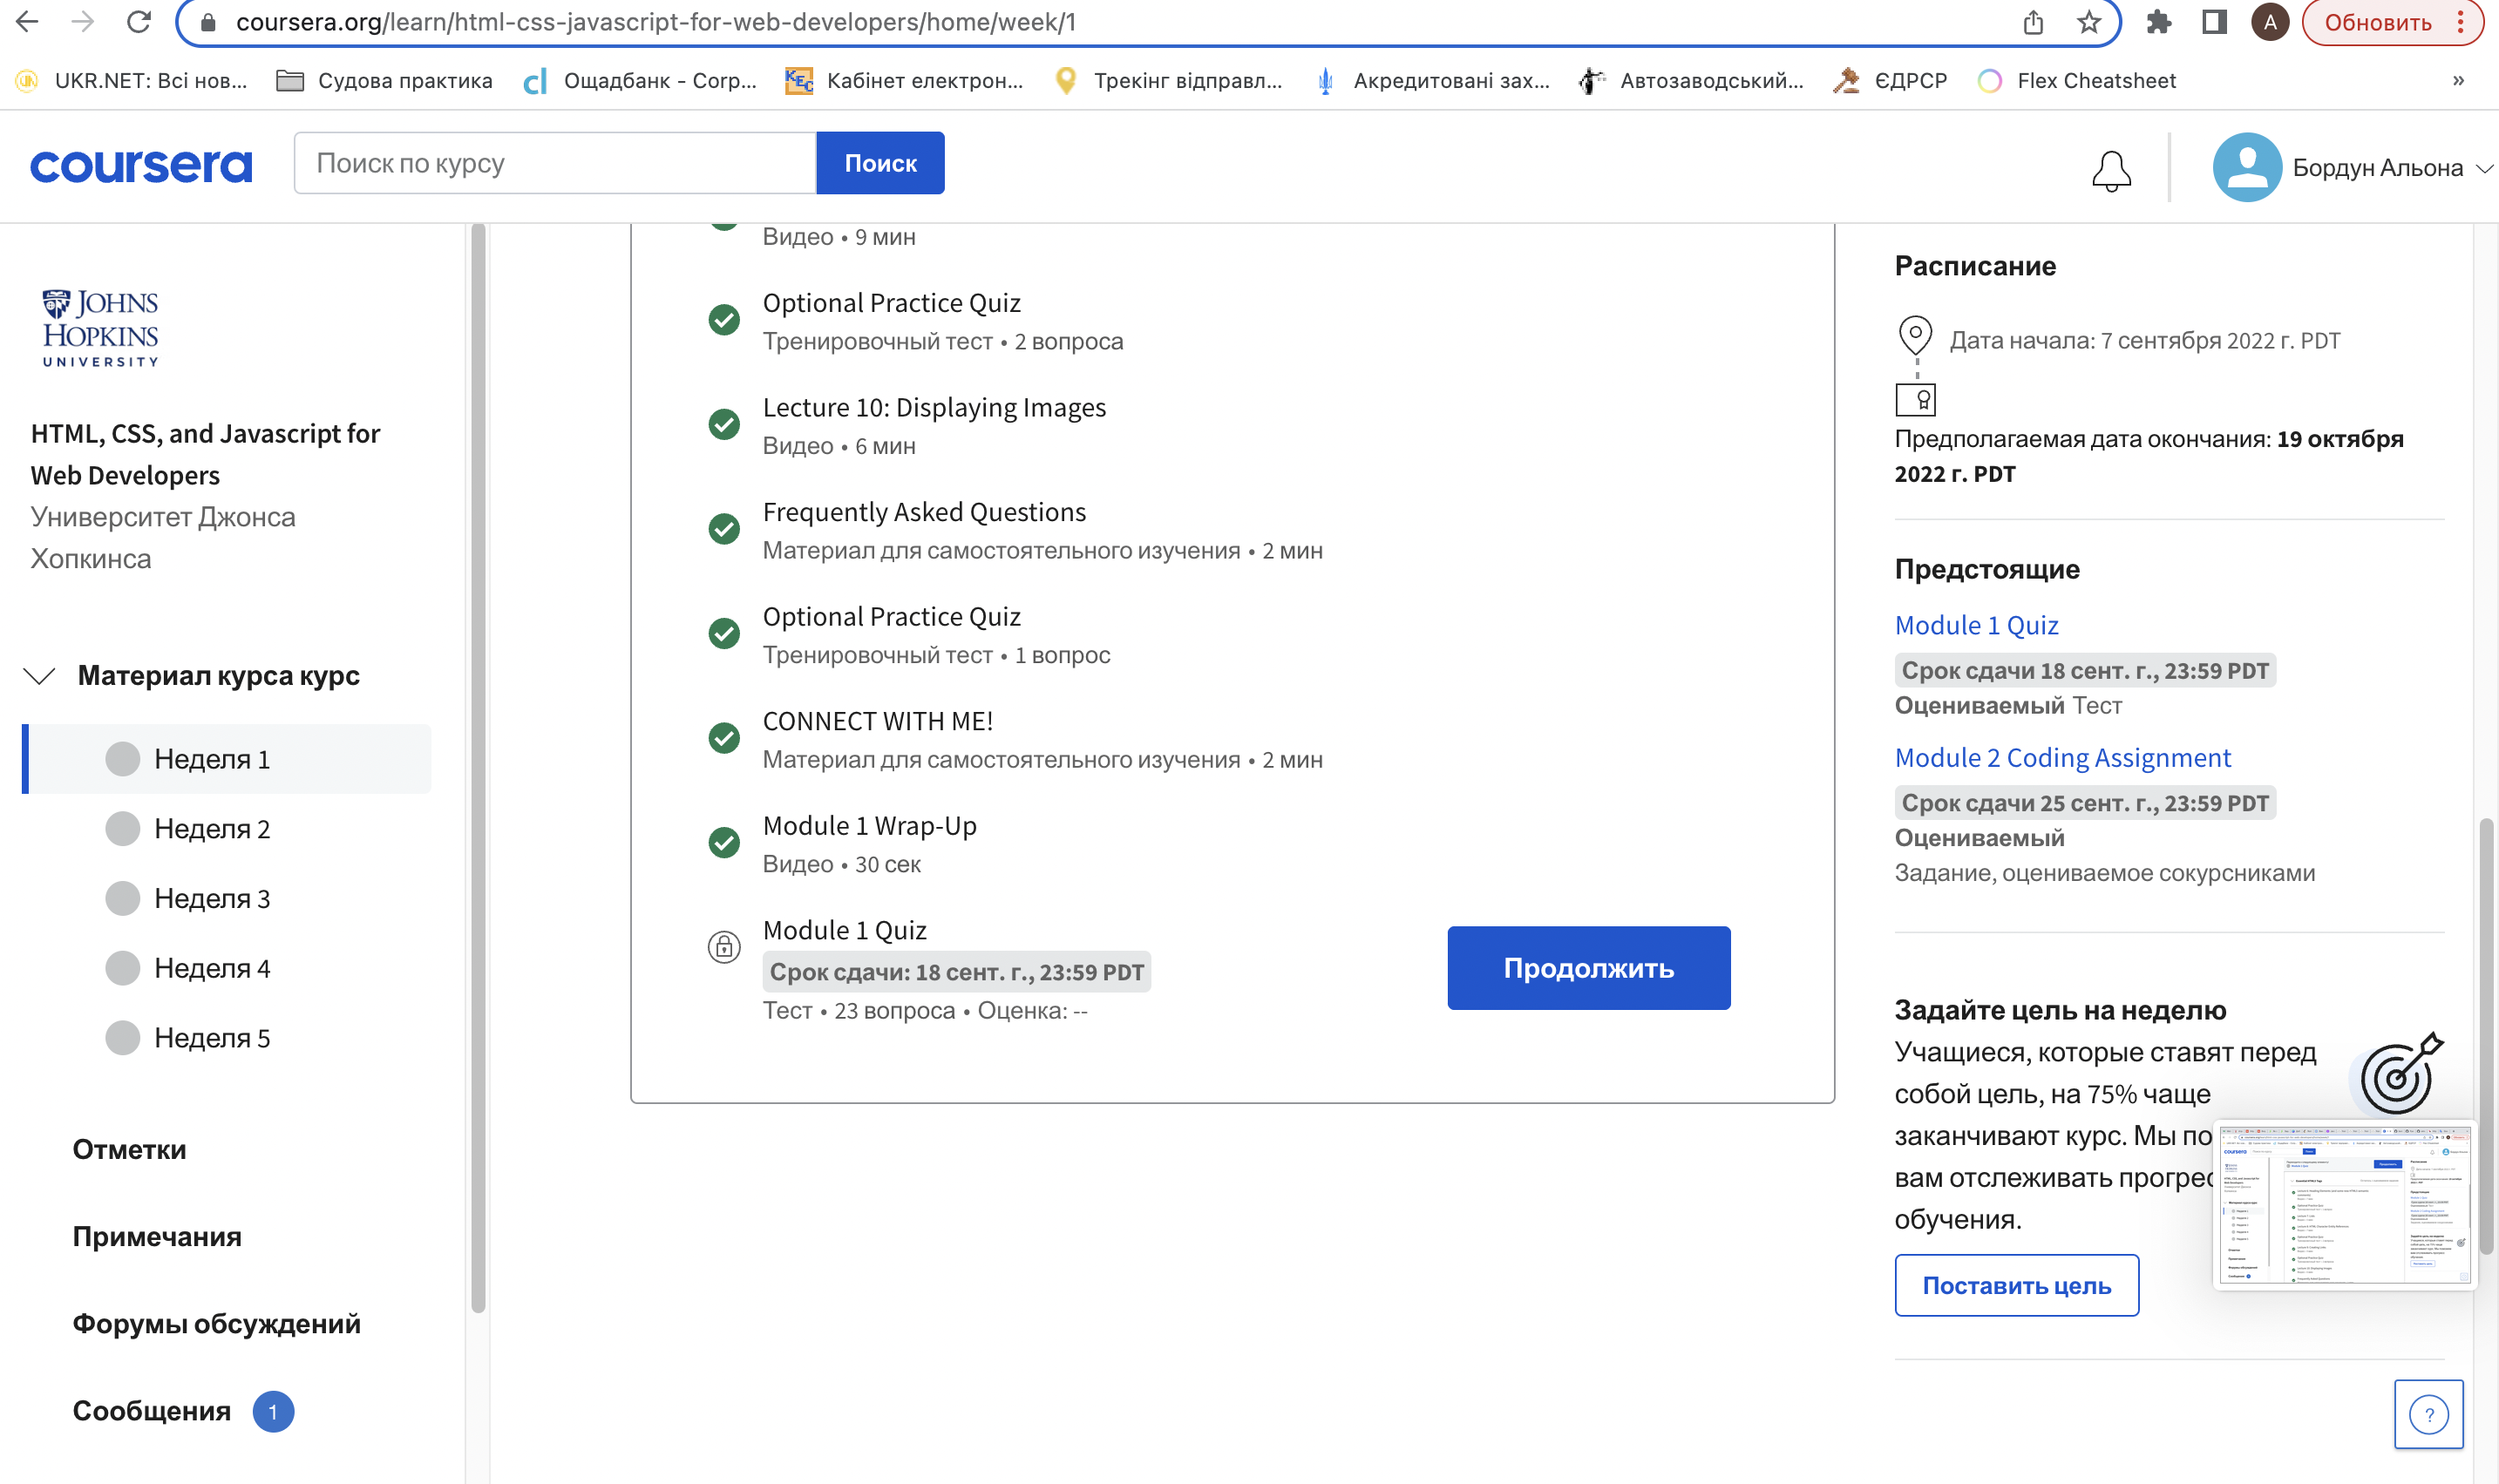 coursera.org/learn/html-css-javascript-for-web-developers/home/week/1
A
Обновить
UKR.NET: Всі нов...
Судова практика
Ощадбанк - Corp...
Кабінет електрон...
Трекінг відправл...
Акредитовані зах...
Автозаводський...
ЄДРСР
Flex Cheatsheet
»
coursera
Поиск по курсу
Поиск
Бордун Альона
JOHNS
HOPKINS
UNIVERSITY
HTML, CSS, and Javascript for
Web Developers
Университет Джонса
Хопкинса
Материал курса курс
Неделя 1
Неделя 2
Неделя 3
Неделя 4
Неделя 5
Отметки
Примечания
Форумы обсуждений
Сообщения 1
Видео • 9 мин
Optional Practice Quiz
Тренировочный тест • 2 вопроса
Lecture 10: Displaying Images
Видео • 6 мин
Frequently Asked Questions
Материал для самостоятельного изучения • 2 мин
Optional Practice Quiz
Тренировочный тест • 1 вопрос
CONNECT WITH ME!
Материал для самостоятельного изучения • 2 мин
Module 1 Wrap-Up
Видео • 30 сек
Module 1 Quiz
Срок сдачи: 18 сент. г., 23:59 PDT
Тест • 23 вопроса • Оценка: --
Продолжить
Расписание
Дата начала: 7 сентября 2022 г. PDT
Предполагаемая дата окончания: 19 октября
2022 г. PDT
Предстоящие
Module 1 Quiz
Срок сдачи 18 сент. г., 23:59 PDT
Оцениваемый Тест
Module 2 Coding Assignment
Срок сдачи 25 сент. г., 23:59 PDT
Оцениваемый
Задание, оцениваемое сокурсниками
Задайте цель на неделю
Учащиеся, которые ставят перед
собой цель, на 75% чаще
заканчивают курс. Мы по
вам отслеживать прогрес
обучения.
Поставить цель
?